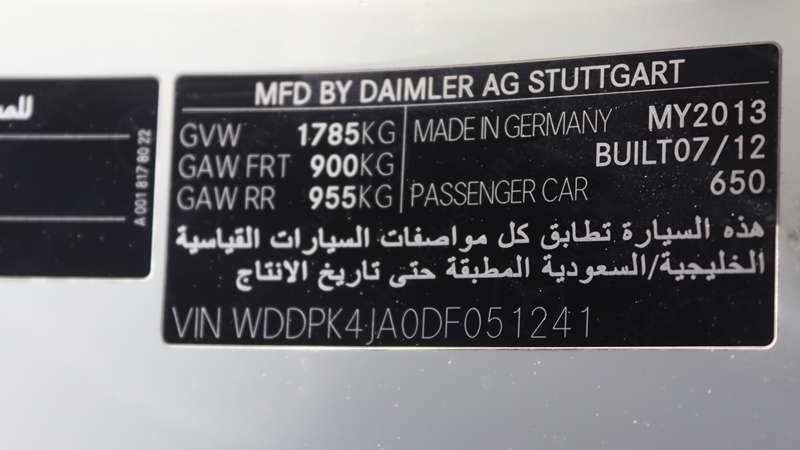 MFD BY DAIMLER AG STUTTGART
GVW 1785KG
GAW FRT 900KG
GAW RR 955KG
MADE IN GERMANY MY2013
BUILT07/12
PASSENGER CAR 650
هذه السيارة تطابق كل مواصفات السيارات القياسية
الخليجية/السعودية المطبقة حتى تاريخ الانتاج
VIN WDDPK4JA0DF051241
A 001 817 80 22